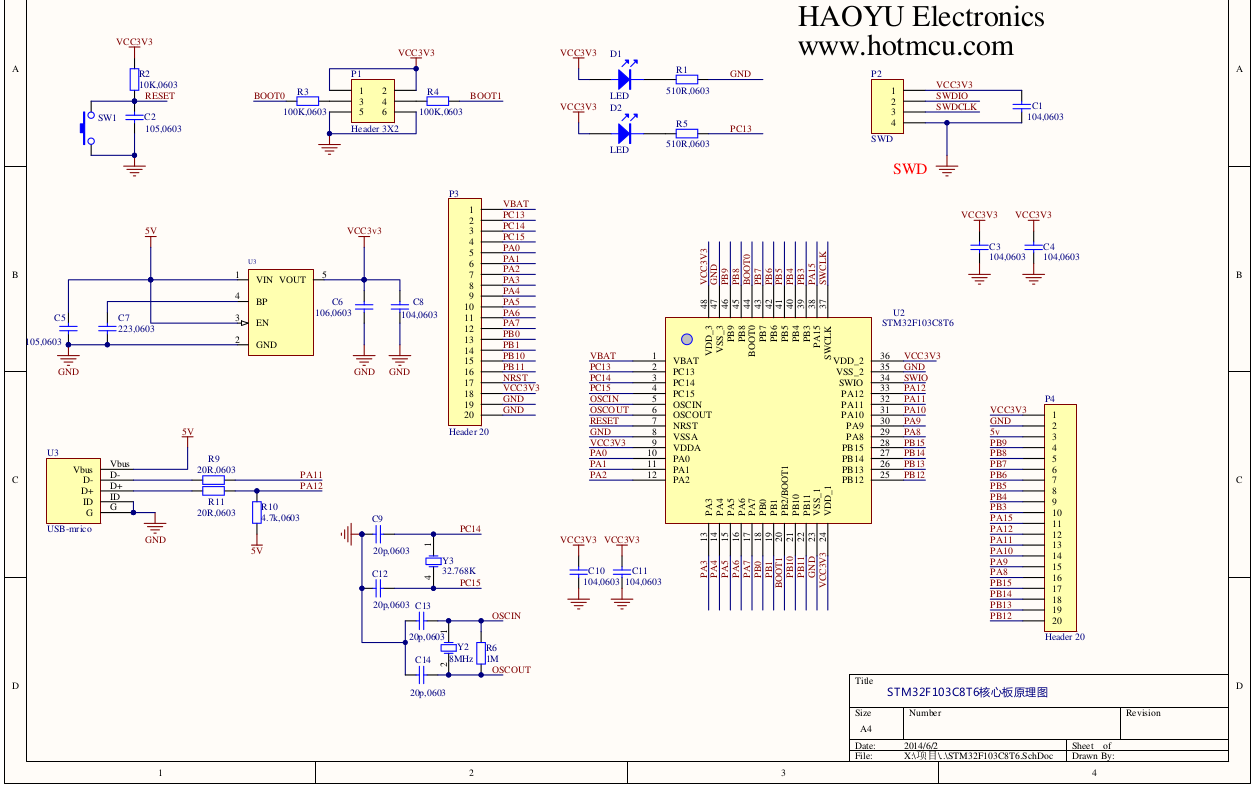 HAOYU Electronics
www.hotmcu.com
A
A
VCC3V3
R2
10K,0603
RESET
SW1
C2
105,0603
VCC3V3
P1
BOOT0
R3
100K,0603
1 2
3 4
5 6
R4
100K,0603
BOOT1
Header 3X2
VCC3V3
D1
LED
R1
510R,0603
GND
VCC3V3
D2
LED
R5
510R,0603
PC13
P2
1
2
3
4
SWD
VCC3V3
SWDIO
SWDCLK
C1
104,0603
SWD
B
B
5V
U3
VCC3v3
1 VIN VOUT 5
4 BP
3 EN
2 GND
C5
105,0603
C7
223,0603
C6
106,0603
C8
104,0603
GND
GND
GND
P3
1 VBAT
2 PC13
3 PC14
4 PC15
5 PA0
6 PA1
7 PA2
8 PA3
9 PA4
10 PA5
11 PA6
12 PA7
13 PB0
14 PB1
15 PB10
16 PB11
17 NRST
18 VCC3V3
19 GND
20 GND
Header 20
VCC3V3
C3
104,0603
VCC3V3
C4
104,0603
U2
STM32F103C8T6
VCC3V3 48 VDD_3
GND 47 VSS_3
PB9 46 PB9
PB8 45 PB8
BOOT0 44 BOOT0
PB7 43 PB7
PB6 42 PB6
PB5 41 PB5
PB4 40 PB4
PB3 39 PB3
PA15 38 PA15
SWCLK 37 SWCLK
VBAT 1 VBAT
PC13 2 PC13
PC14 3 PC14
PC15 4 PC15
OSCIN 5 OSCIN
OSCOUT 6 OSCOUT
RESET 7 NRST
GND 8 VSSA
VCC3V3 9 VDDA
PA0 10 PA0
PA1 11 PA1
PA2 12 PA2
VDD_2 36 VCC3V3
VSS_2 35 GND
SWIO 34 SWIO
PA12 33 PA12
PA11 32 PA11
PA10 31 PA10
PA9 30 PA9
PA8 29 PA8
PB15 28 PB15
PB14 27 PB14
PB13 26 PB13
PB12 25 PB12
PA3 13 PA3
PA4 14 PA4
PA5 15 PA5
PA6 16 PA6
PA7 17 PA7
PB0 18 PB0
PB1 19 PB1
PB2/BOOT1 20 BOOT1
PB10 21 PB10
PB11 22 PB11
VSS_1 23 GND
VDD_1 24 VCC3V3
C
C
U3
Vbus Vbus
D- D-
D+ D+
ID ID
G G
USB-mrico
5V
R9
20R,0603
R11
20R,0603
PA11
PA12
R10
4.7k,0603
5V
GND
P4
VCC3V3 1
GND 2
5v 3
PB9 4
PB8 5
PB7 6
PB6 7
PB5 8
PB4 9
PB3 10
PA15 11
PA12 12
PA11 13
PA10 14
PA9 15
PA8 16
PB15 17
PB14 18
PB13 19
PB12 20
Header 20
C9
20p,0603
PC14
1
Y3
32.768K
4
C12
20p,0603
PC15
C13
20p,0603
OSCIN
1
Y2
8MHz
2
R6
1M
C14
20p,0603
OSCOUT
VCC3V3
C10
104,0603
VCC3V3
C11
104,0603
D
D
Title
STM32F103C8T6核心板原理图
Size
A4
Number
Revision
Date: 2014/6/2 Sheet of
File: X:\项目\..\STM32F103C8T6.SchDoc Drawn By:
1 2 3 4